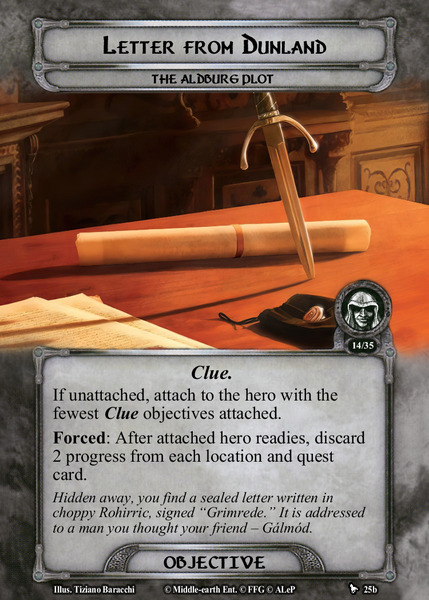 Letter from Dunland
The Aldburg Plot
14/35
Clue.
If unattached, attach to the hero with the
fewest Clue objectives attached.
Forced: After attached hero readies, discard
2 progress from each location and quest
card.
Hidden away, you find a sealed letter written in
choppy Rohirric, signed “Grimrede.” It is addressed
to a man you thought your friend – Gálmód.
OBJECTIVE
Illus. Tiziano Baracchi © Middle-earth Ent. © FFG © ALeP 25b